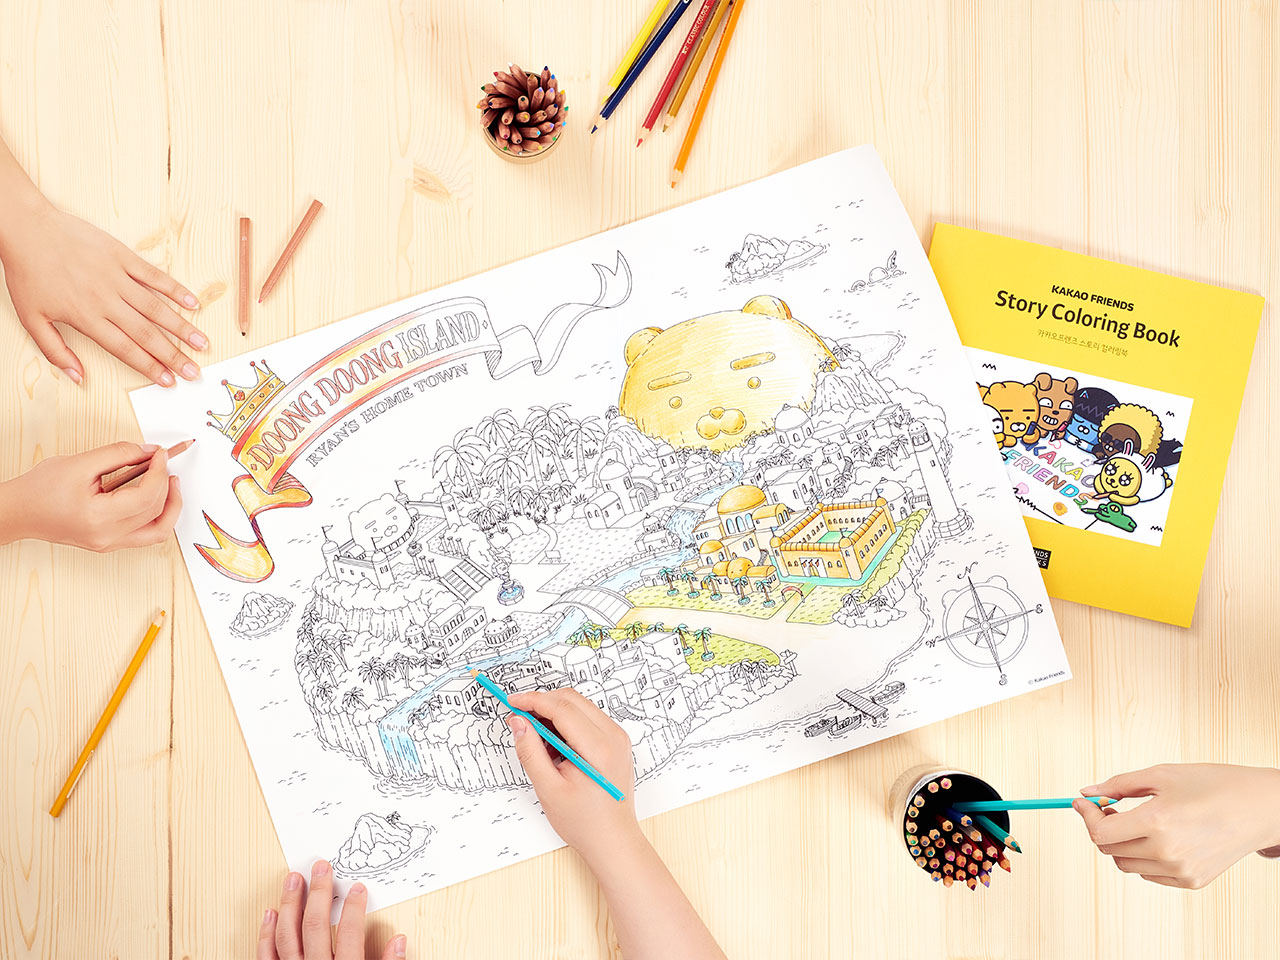 DOONG DOONG ISLAND
RYAN'S HOME TOWN
N
E
W
S
© Kakao Friends.
KAKAO FRIENDS
Story Coloring Book
카카오프렌즈 스토리 컬러링북
KAKAO
FRIENDS